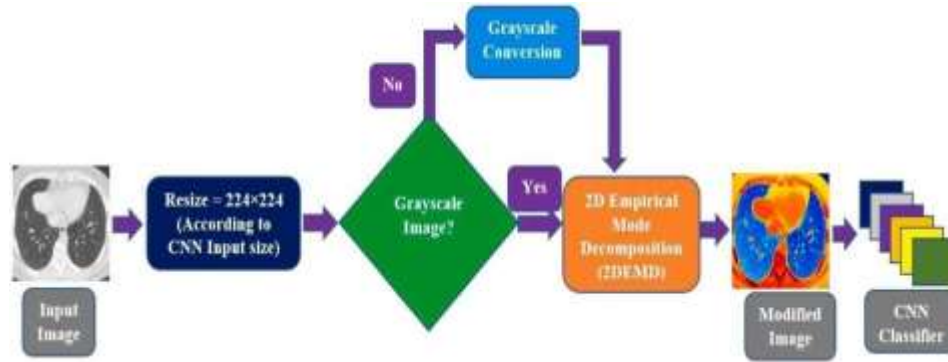 Grayscale
Conversion
No
Resize = 224×224
(According to
CNN Input size)
Grayscale
Image?
Yes
2D Empirical
Mode
Decomposition
(2DEMD)
Input
Image
Modified
Image
CNN
Classifier